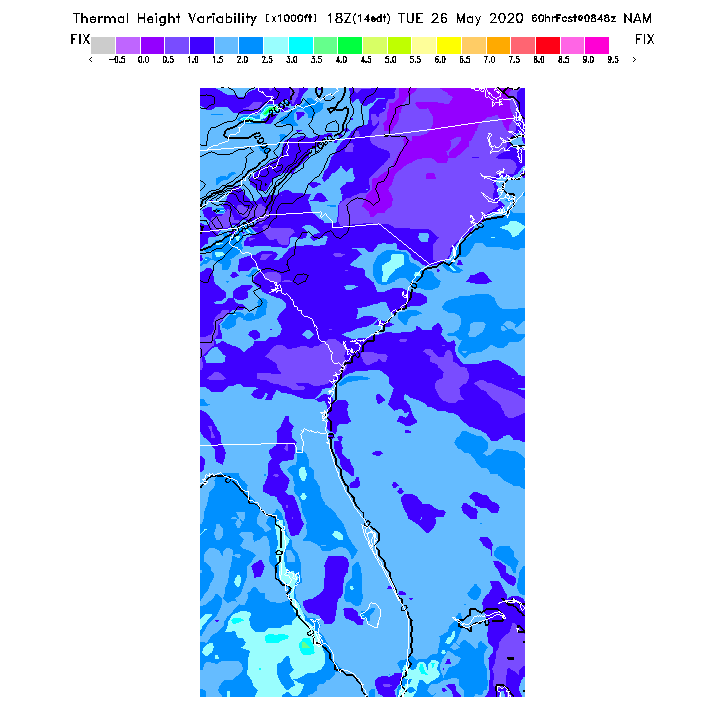 Thermal Height Variability [x1000ft] 18Z(14edt) TUE 26 May 2020 60hrFcst@0848z NAM
FIX FIX
< -0.5 0.0 0.5 1.0 1.5 2.0 2.5 3.0 3.5 4.0 4.5 5.0 5.5 6.0 6.5 7.0 7.5 8.0 8.5 9.0 9.5 >